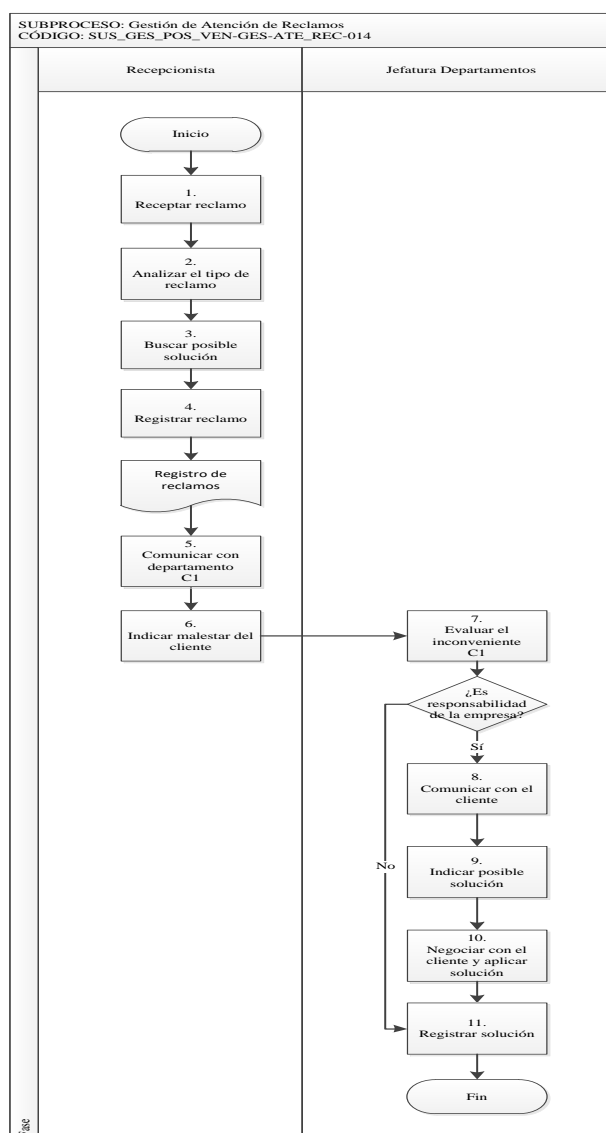 SUBPROCESO: Gestión de Atención de Reclamos
CÓDIGO: SUS_GES_POS_VEN-GES-ATE_REC-014
Recepcionista
Jefatura Departamentos
Inicio
1.
Receptar reclamo
2.
Analizar el tipo de
reclamo
3.
Buscar posible
solución
4.
Registrar reclamo
Registro de
reclamos
5.
Comunicar con
departamento
C1
6.
Indicar malestar del
cliente
7.
Evaluar el
inconveniente
C1
¿Es
responsabilidad
de la empresa?
Sí
8.
Comunicar con el
cliente
No
9.
Indicar posible
solución
10.
Negociar con el
cliente y aplicar
solución
11.
Registrar solución
Fin